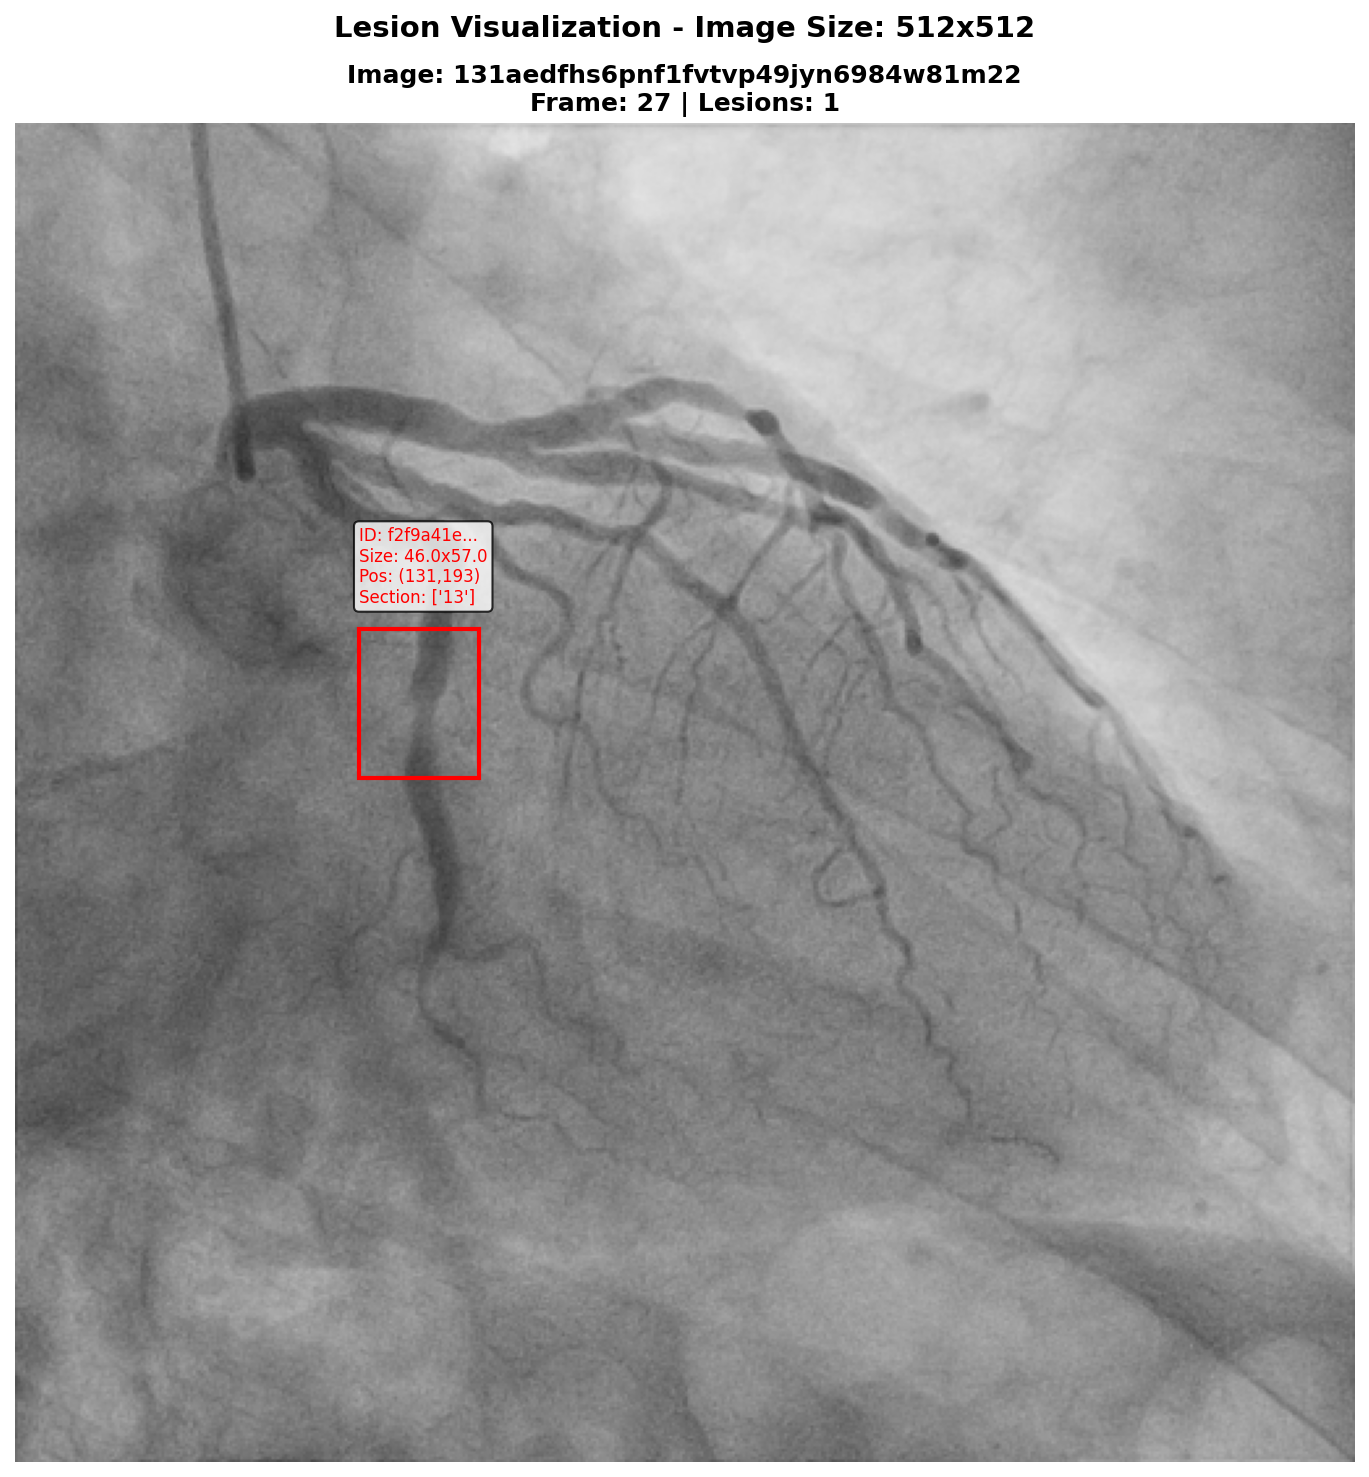 Lesion Visualization - Image Size: 512x512
Image: 131aedfhs6pnf1fvtvp49jyn6984w81m22
Frame: 27 | Lesions: 1
ID: f2f9a41e...
Size: 46.0x57.0
Pos: (131,193)
Section: ['13']